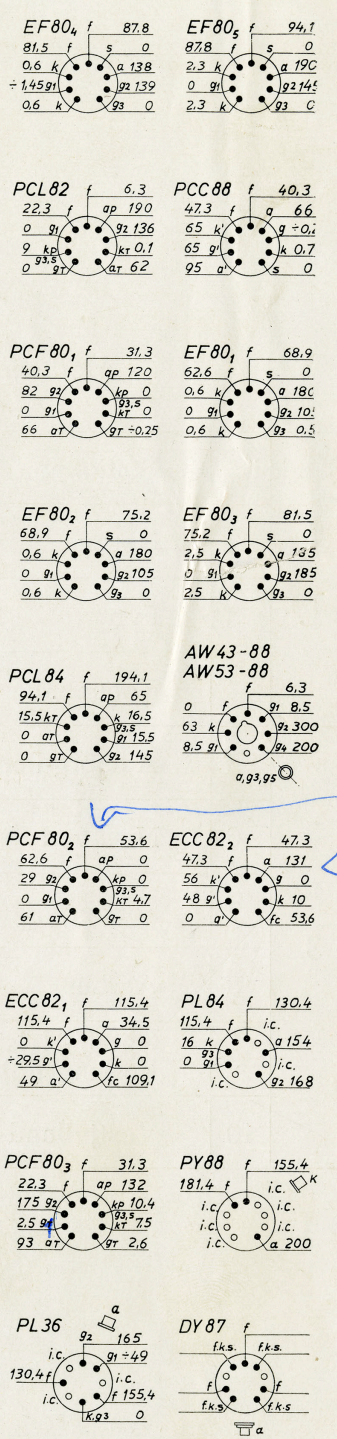 EF80₄ f 87.8
81,5 f s 0
0,6 k a 138
÷1,45 g1 g2 139
0.6 k g3 0
EF80₅ f 94,1
87.8 f s 0
2.3 k a 190
0 g1 g2 145
2.3 k g3
PCL82 f 6.3
22,3 f ap 190
0 g1 g2 136
9 kp kT 0,1
0 g3,s gT aT 62
PCC88 f 40,3
47.3 f a 66
65 k' g ÷0,2
65 g' k 0.7
95 a' s 0
PCF80₁ f 31.3
40,3 f ap 120
82 g2 kp 0
0 g1 g3,s kT 0
66 aT gT ÷0,25
EF80₁ f 68,9
62,6 f s 0
0,6 k a 180
0 g1 g2 105
0,6 k g3 0.5
EF80₂ f 75.2
68,9 f s 0
0,6 k a 180
0 g1 g2 105
0,6 k g3 0
EF80₃ f 81,5
75,2 f s 0
2,5 k a 135
0 g1 g2 185
2.5 k g3 0
PCL84 f 194,1
94,1 f ap 65
15,5 kT k 16,5
0 aT g3,s g1 15,5
0 gT g2 145
AW43-88
AW53-88
f 6,3
0 f g1 8,5
63 k g2 300
8,5 g1 g4 200
a,g3,g5
PCF80₂ f 53,6
62,6 f ap 0
29 g2 kp 0
0 g1 g3,s kT 4,7
61 aT gT 0
ECC82₂ f 47.3
47.3 f a 131
56 k' g 0
48 g' k 10
0 a' fc 53,6
ECC82₁ f 115,4
115,4 f a 34,5
0 k' g 0
÷29,5 g' k 0
49 a' fc 109,1
PL84 f 130,4
115,4 f i.c.
16 k a 154
0 g3 g1 i.c.
i.c. g2 168
PCF80₃ f 31.3
22,3 f ap 132
175 g2 kp 10,4
2.5 g3,s kT 7.5
93 aT gT 2,6
PY88 f 155,4
181,4 f i.c. K
i.c. i.c.
i.c. i.c.
i.c. a 200
PL36 a
g2 165
i.c. g1 ÷49
130,4 f i.c.
i.c. f 155,4
k,g3 0
DY87 f
f.k.s. f.k.s.
f f
f.k.s. f.k.s
a